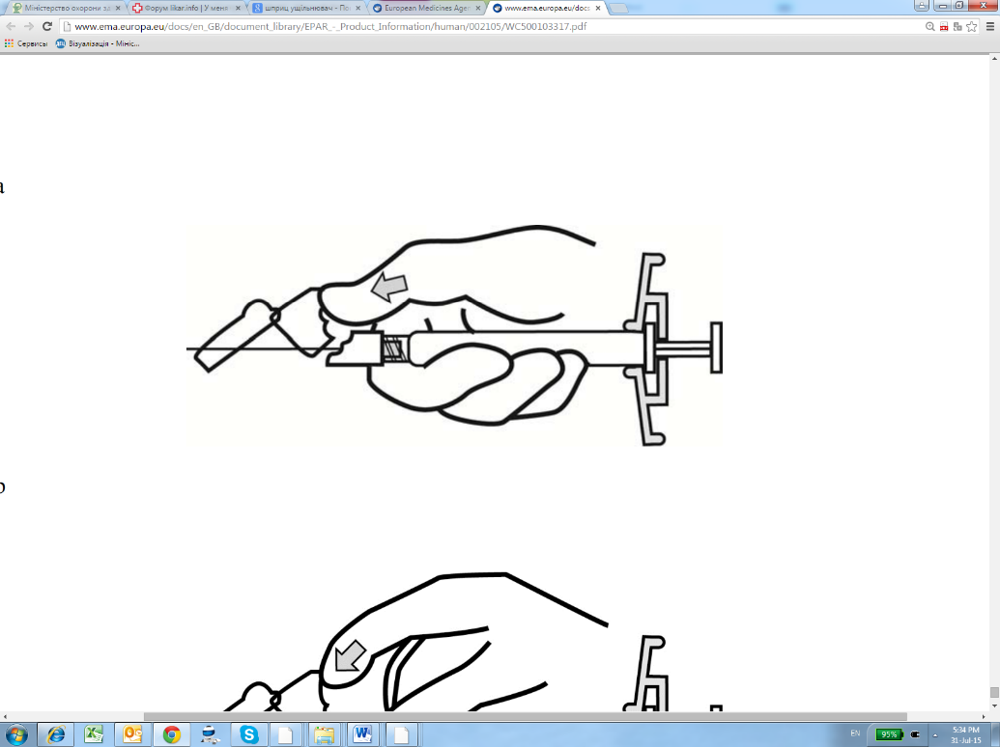 Міністерство охорони за
Форум likar.info | У меня
шприц ущільнювач - По
European Medicines Agen
www.ema.europa.eu/docs
www.ema.europa.eu/docs/en_GB/document_library/EPAR_-_Product_Information/human/002105/WC500103317.pdf
Сервисы
Візуалізація - Мініс...
a
b
EN
95%
5:34 PM
31-Jul-15